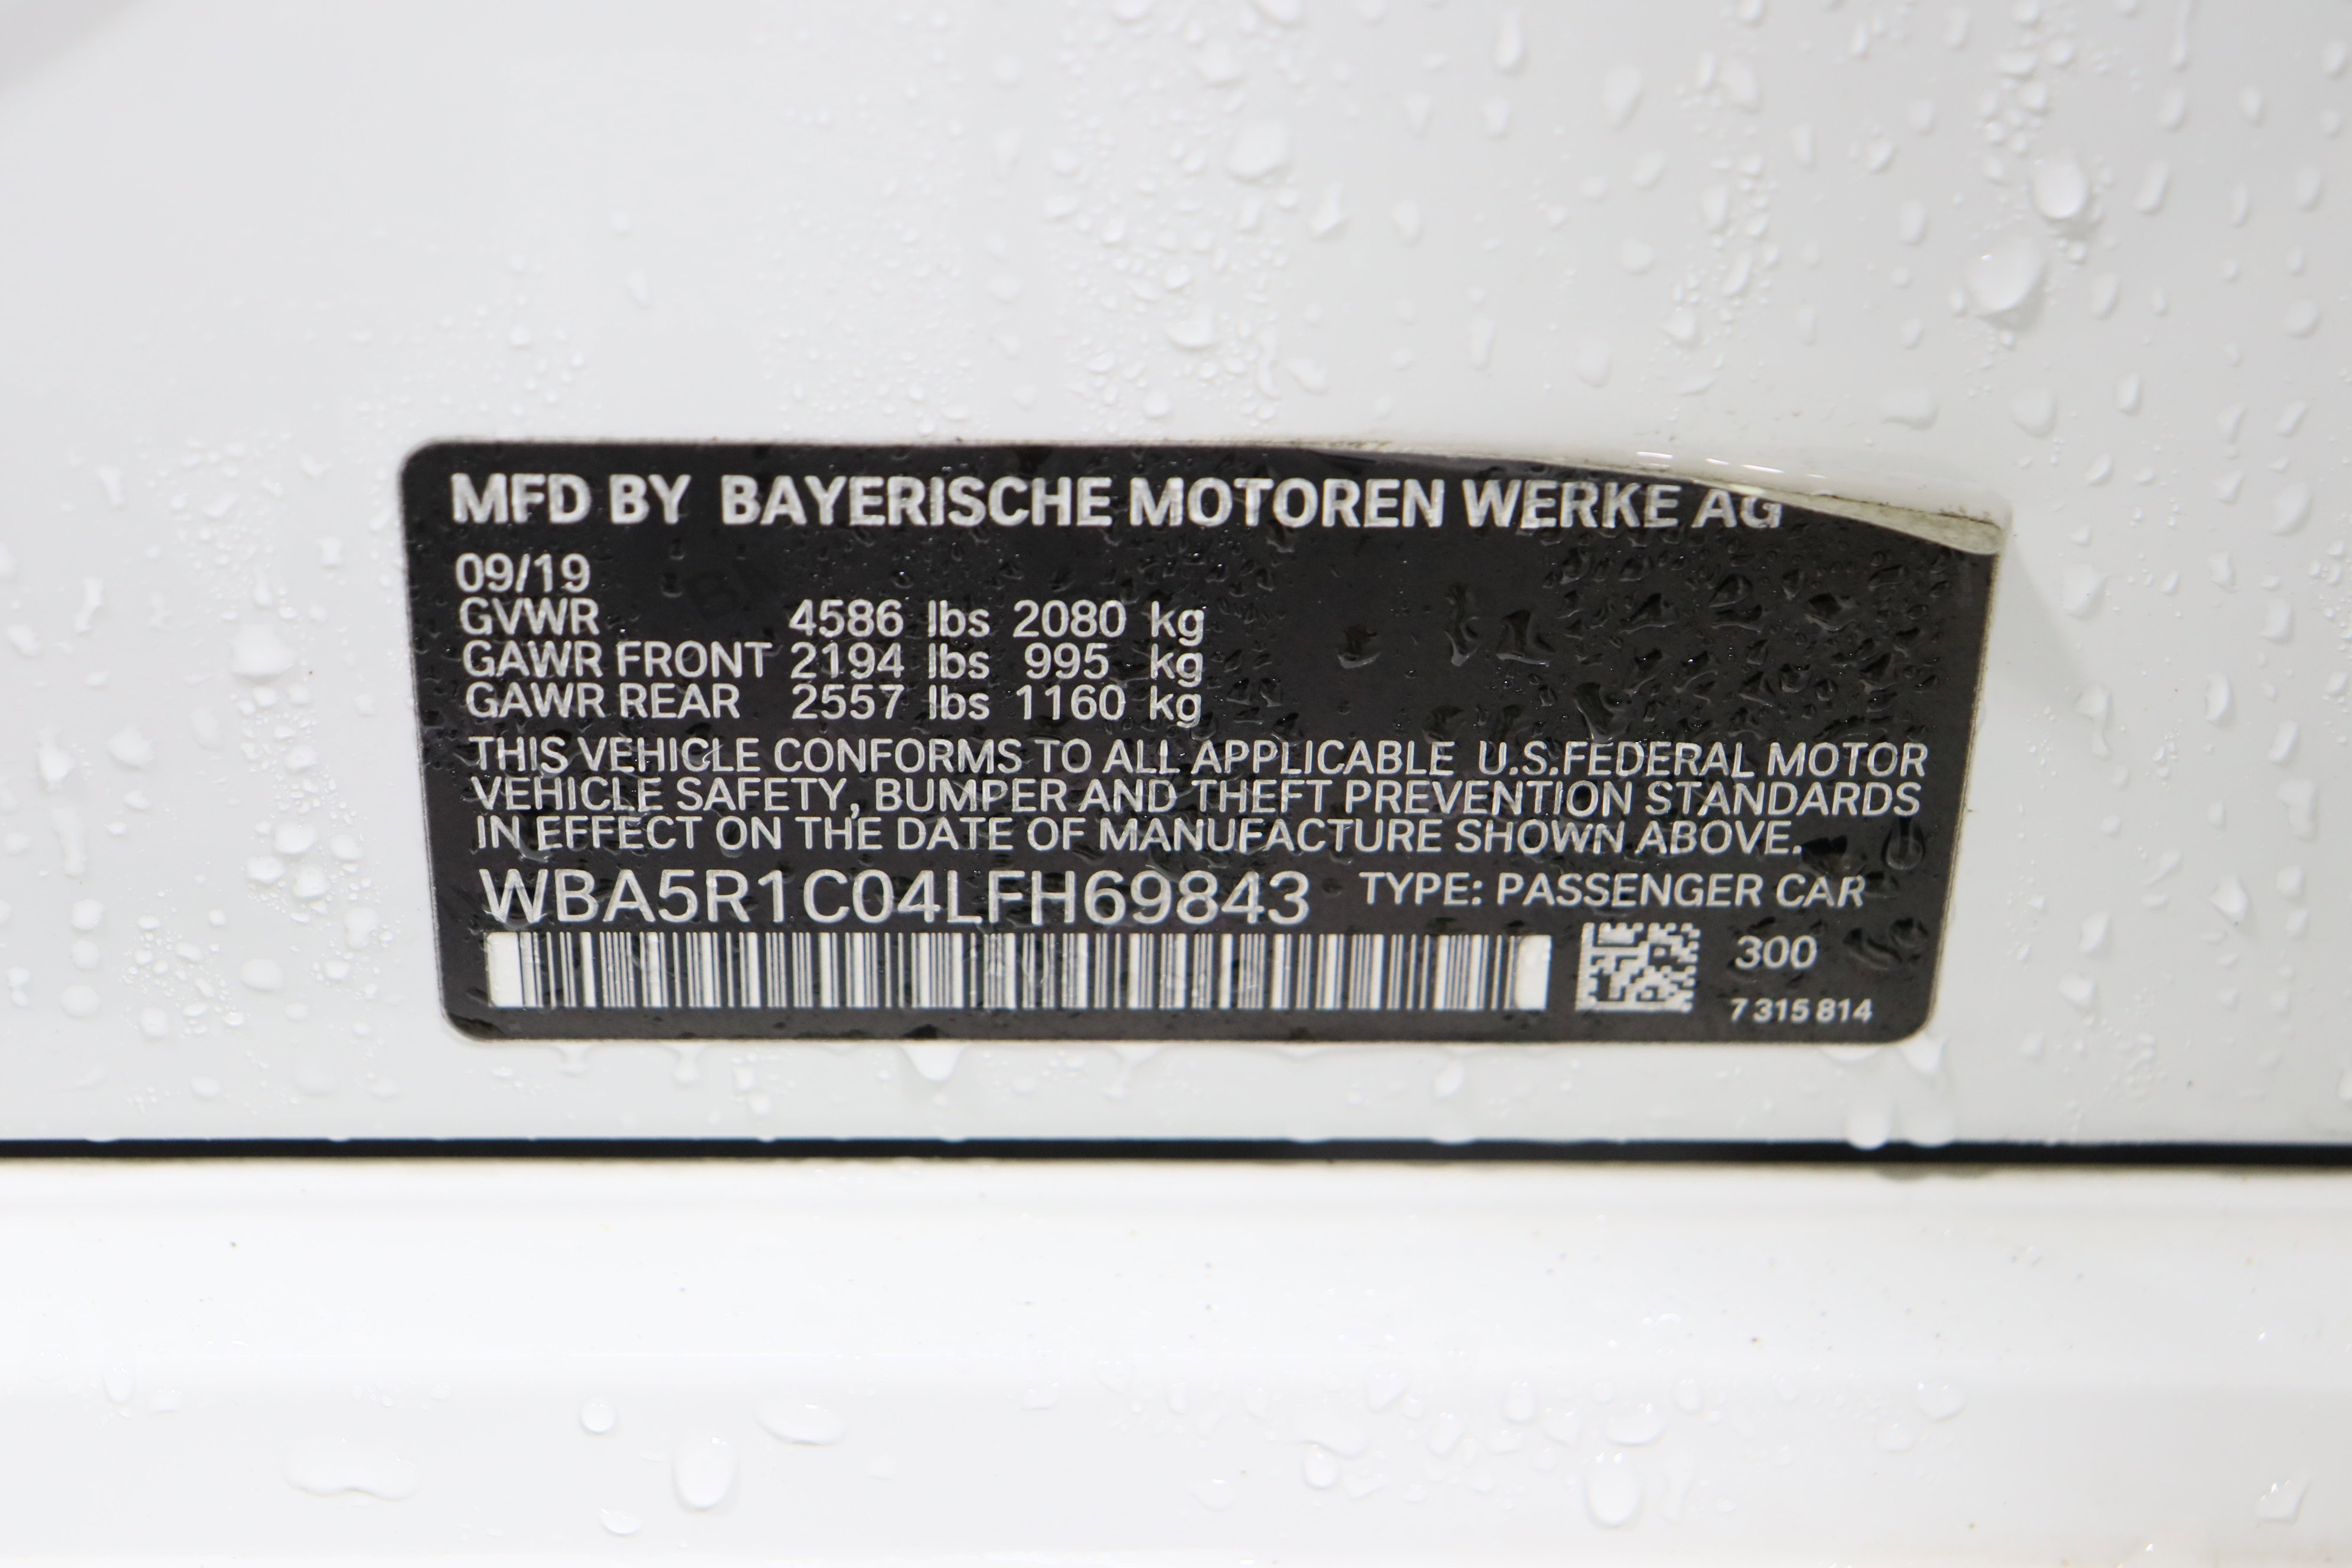 MFD BY BAYERISCHE MOTOREN WERKE AG
09/19
GVWR 4586 lbs 2080 kg
GAWR FRONT 2194 lbs 995 kg
GAWR REAR 2557 lbs 1160 kg
THIS VEHICLE CONFORMS TO ALL APPLICABLE U.S.FEDERAL MOTOR
VEHICLE SAFETY, BUMPER AND THEFT PREVENTION STANDARDS
IN EFFECT ON THE DATE OF MANUFACTURE SHOWN ABOVE.
WBA5R1C04LFH69843 TYPE: PASSENGER CAR
300
7 315 814